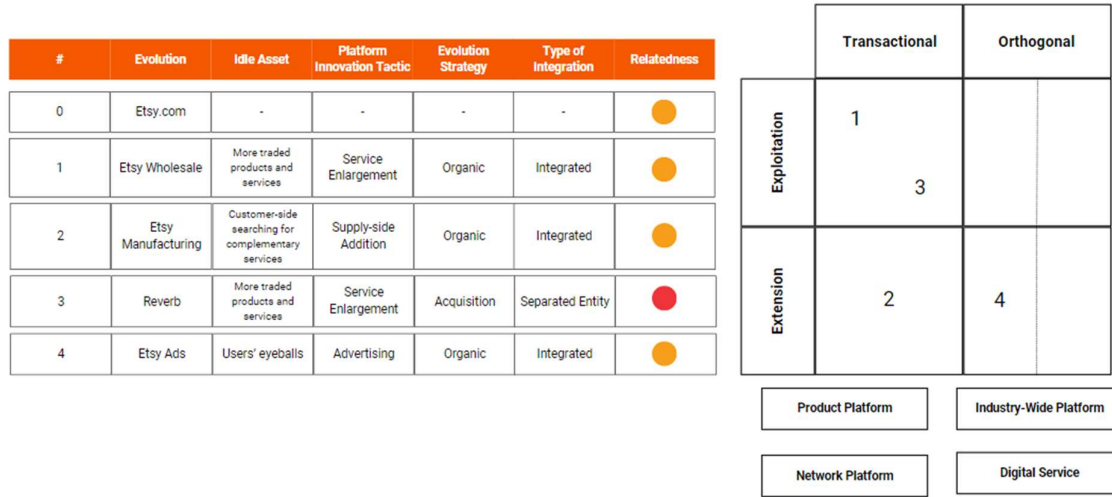 #
Evolution
Idle Asset
Platform
Innovation Tactic
Evolution
Strategy
Type of
Integration
Relatedness
0
Etsy.com
-
-
-
-
1
Etsy Wholesale
More traded
products and
services
Service
Enlargement
Organic
Integrated
2
Etsy
Manufacturing
Customer-side
searching for
complementary
services
Supply-side
Addition
Organic
Integrated
3
Reverb
More traded
products and
services
Service
Enlargement
Acquisition
Separated Entity
4
Etsy Ads
Users' eyeballs
Advertising
Organic
Integrated
Transactional
Orthogonal
Exploitation
1
3
Extension
2
4
Product Platform
Industry-Wide Platform
Network Platform
Digital Service